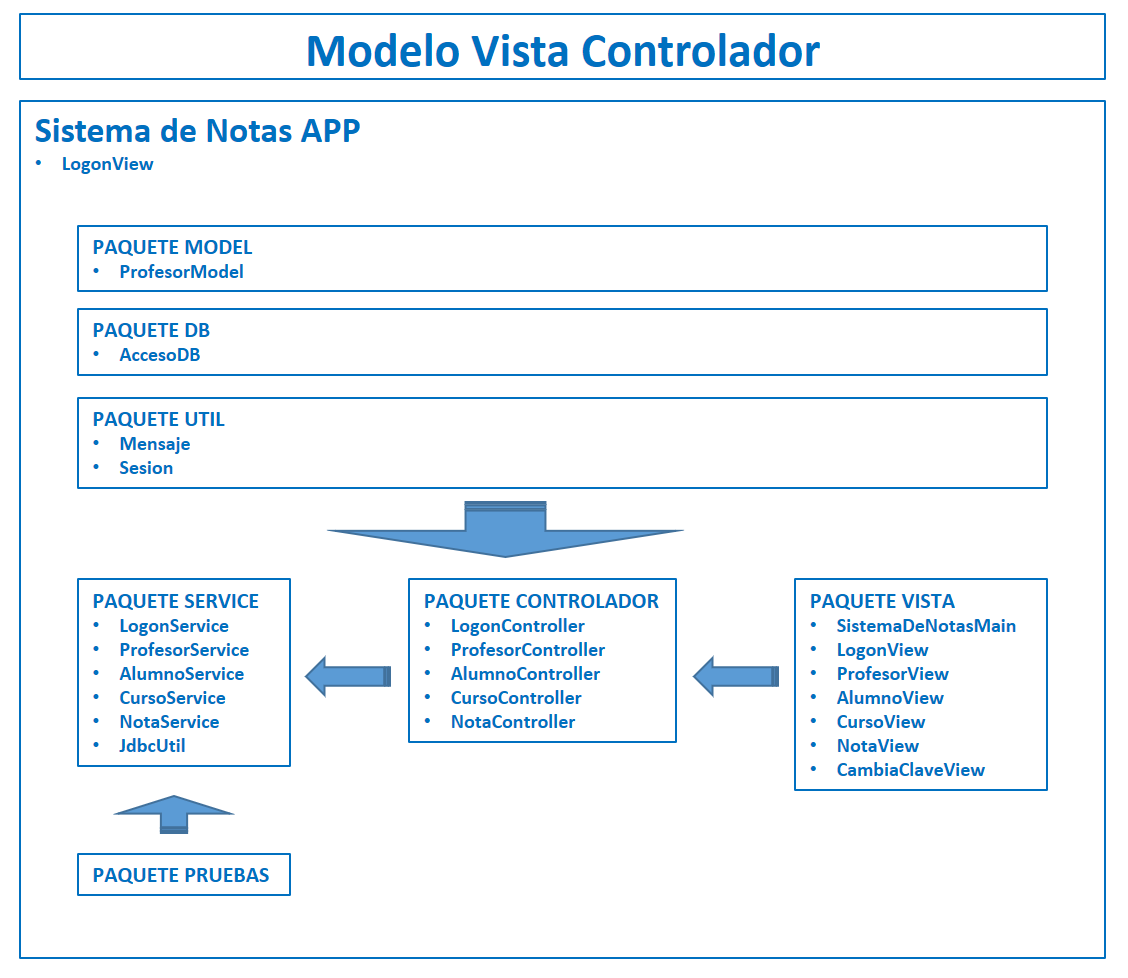 Modelo Vista Controlador
Sistema de Notas APP
• LogonView
PAQUETE MODEL
• ProfesorModel
PAQUETE DB
• AccesoDB
PAQUETE UTIL
• Mensaje
• Sesion
PAQUETE SERVICE
• LogonService
• ProfesorService
• AlumnoService
• CursoService
• NotaService
• JdbcUtil
PAQUETE CONTROLADOR
• LogonController
• ProfesorController
• AlumnoController
• CursoController
• NotaController
PAQUETE VISTA
• SistemaDeNotasMain
• LogonView
• ProfesorView
• AlumnoView
• CursoView
• NotaView
• CambiaClaveView
PAQUETE PRUEBAS